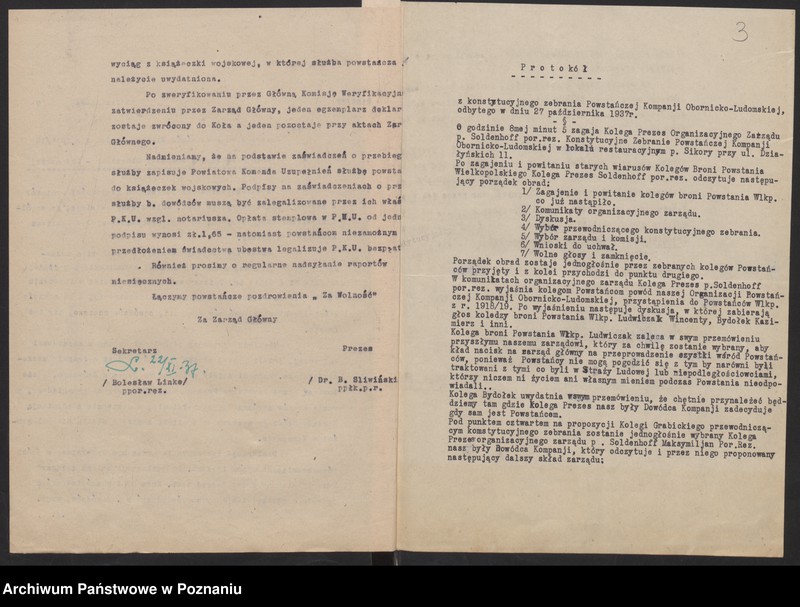 wyciąg z książeczki wojskowej, w której służba powstańcza
należycie uwydatniona.
Po zweryfikowaniu przez Główną Komisję Weryfikacyjną
zatwierdzeniu przez Zarząd Główny, jeden egzemplarz deklar
zostaje zwrócony do Koła a jeden pozostaje przy aktach Zar
Głównego.
Nadmieniamy, że na podstawie zaświadczeń o przebieg
służby zapisuje Powiatowa Komenda Uzupełnień służbę powsta
do książeczek wojskowych. Podpisy na zaświadczeniach o prz
służby b. dowódców muszą być zalegalizowane przez ich właś
P.K.U. wzgl. notariusza. Opłata stemplowa w P.K.U. od jedn
podpisu wynosi zł.1,65 - natomiast powstańcom niezamożnym
przedłożeniem świadectwa ubóstwa legalizuje P.K.U. bezpłat
. Również prosimy o regularne nadsyłanie raportów
miesięcznych.
Łączymy powstańcze pozdrowienia „ Za Wolność"
Za Zarząd Główny
Sekretarz Prezes
22/XI.37.
/ Bolesław Linke/ / Dr. B. Śliwiński
ppor.rez. ppłk.p.r.
3
Protokół
z konstytucyjnego zebrania Powstańczej Kompanji Obornicko-Ludomskiej,
odbytego w dniu 27 października 1937r.
- § -
O godzinie 8mej minut 5 zagaja Kolega Prezes Organizacyjnego Zarządu
p. Soldenhoff por.rez. Konstytucyjne Zebranie Powstańczej Kompanji
Obornicko-Ludomskiej w lokalu restauracyjnym p. Sikory przy ul. Dzia-
łyńskich 11.
Po zagajeniu i powitaniu starych wiarusów Kolegów Broni Powstania
Wielkopolskiego Kolega Prezes Soldenhoff por.rez. odczytuje następu-
jący porządek obrad;
1/ Zagajenie i powitanie kolegów broni Powstania Wlkp.
co już nastąpiło.
2/ Komunikaty organizacyjnego zarządu.
3/ Dyskusja.
4/ Wybór przewodniczącego konstytucyjnego zebrania.
5/ Wybór zarządu i komisji.
6/ Wnioski do uchwał.
7/ Wolne głosy i zamknięcie.
Porządek obrad zostaje jednogłośnie przez zebranych kolegów Powstań-
ców przyjęty i z kolei przychodzi do punktu drugiego.
W komunikatach organizacyjnego zarządu Kolega Prezes p.Soldenhoff
por.rez. wyjaśnia kolegom Powstańcom powód naszej Organizacji Powstań-
czej Kompanji Obornicko-Ludomskiej, przystąpienia do Powstańców Wlkp.
z r. 1918/19. Po wyjaśnieniu następuje dyskusja, w której zabierają
głos koledzy broni Powstania Wlkp. Ludwiczak Wincenty, Bydołek Kazi-
mierz i inni.
Kolega broni Powstania Wlkp. Ludwiczak zaleca w swym przemówieniu
przyszłymu naszemu zarządowi, który za chwilę zostanie wybrany, aby
kład nacisk na zarząd główny na przeprowadzenie czystki wśród Powstań-
ców, ponieważ Powstańcy nie mogą pogodzić się z tym by narówni byli
traktowani z tymi co byli w Straży Ludowej lub niepodległościowciami,
którzy niczem ni życiem ani własnym mieniem podczas Powstania nieodpo-
wiadali..
Kolega Bydołek uwydatnia wswym przemówieniu, że chętnie przynależeć będ-
dziemy tam gdzie Kolega Prezes nasz były Dowódca Kompanji zadecyduje
gdy sam jest Powstańcem.
Pod punktem czwartem na propozycji Kolegi Grabickiego przewodniczą-
cym konstytucyjnego zebrania zostanie jednogłośnie wybrany Kolega
Prezes organizacyjnego zarządu p . Soldenhoff Maksymiljan Por.Rez.
nasz były Dowódca Kompanji, który odczytuje i przez niego proponowany
następujący dalszy skład zarządu;
Archiwum Państwowe w Poznaniu